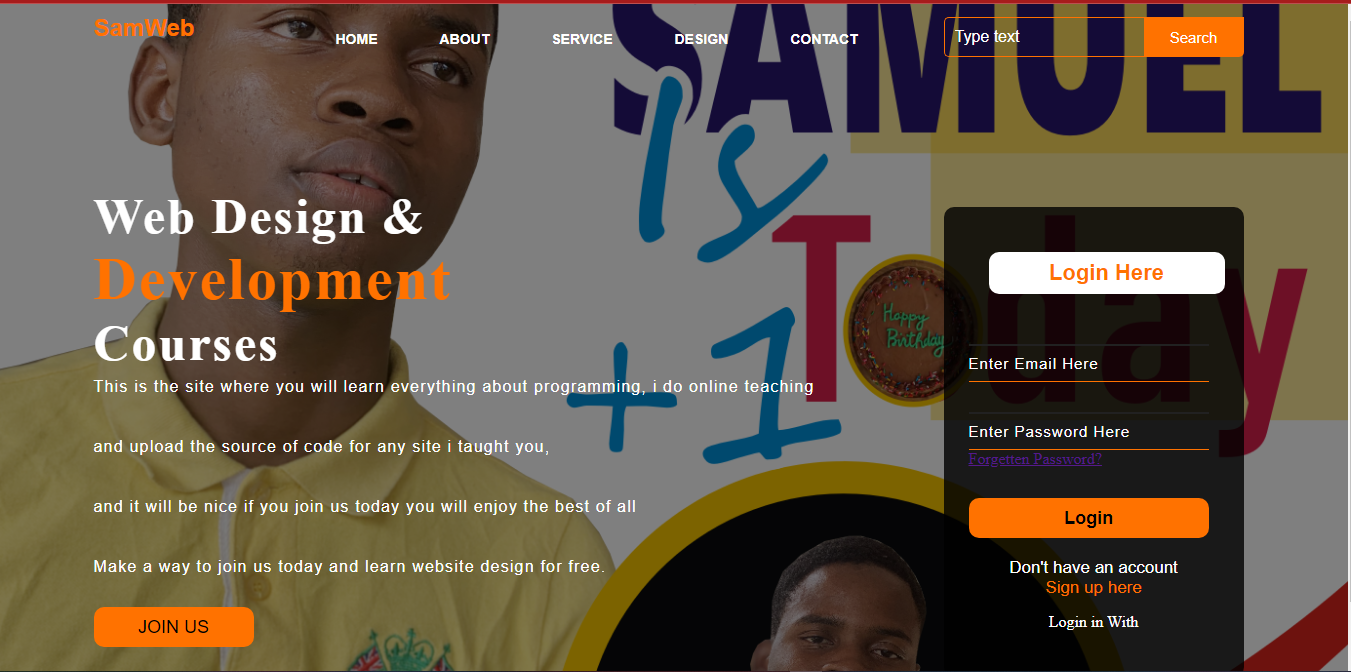 SamWeb
HOME ABOUT SERVICE DESIGN CONTACT
Type text Search
SAMUEL
Is
+1
Today
Happy
Birthday
Web Design &
Development
Courses
This is the site where you will learn everything about programming, i do online teaching
and upload the source of code for any site i taught you,
and it will be nice if you join us today you will enjoy the best of all
Make a way to join us today and learn website design for free.
JOIN US
Login Here
Enter Email Here
Enter Password Here
Forgetten Password?
Login
Don't have an account
Sign up here
Login in With